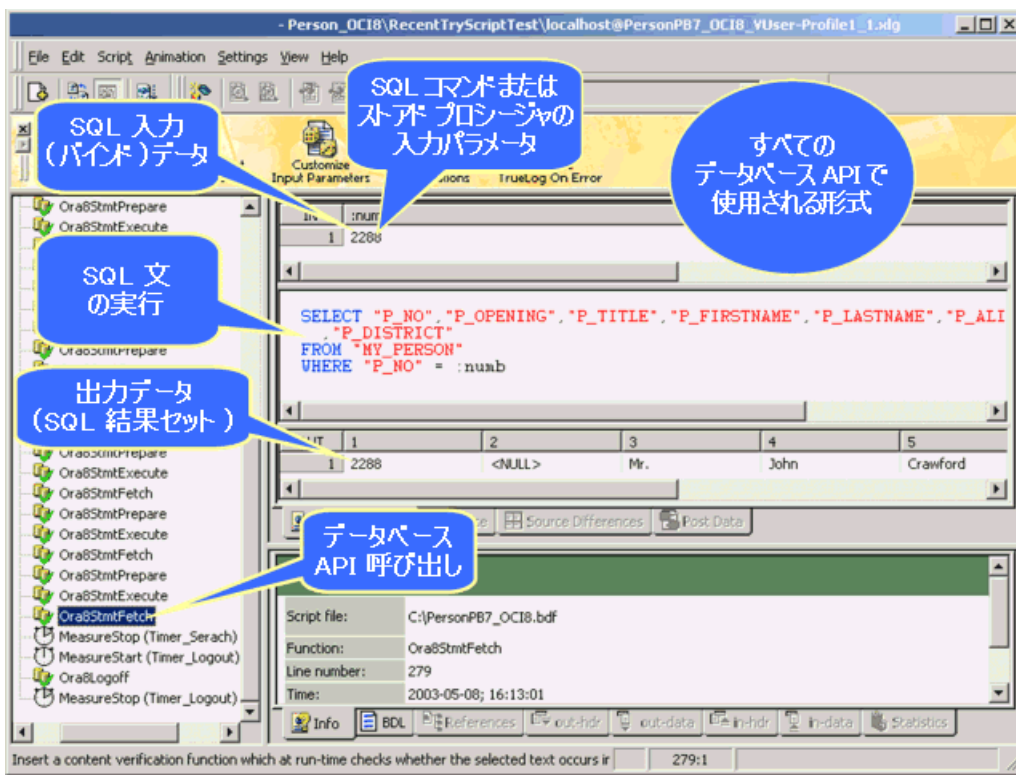 - Person_OCI8\RecentTryScriptTest\localhost@PersonPB7_OCI8_VUser-Profile1_1.xlg
File Edit Script Animation Settings View Help
SQL コマンドまたは
ストアド プロシージャの
入力パラメータ
SQL 入力
(バインド)データ
すべての
データベース API で
使用される形式
Customize
Input Parameters
TrueLog On Error
Ora8StmtPrepare
Ora8StmtExecute
:num
1 2288
SQL 文
の実行
SELECT "P_NO","P_OPENING","P_TITLE","P_FIRSTNAME","P_LASTNAME","P_ALI
,"P_DISTRICT"
FROM "MY_PERSON"
WHERE "P_NO" = :numb
Ora8StmtPrepare
出力データ
(SQL 結果セット)
1 2 3 4 5
1 2288 <NULL> Mr. John Crawford
Ora8StmtPrepare
Ora8StmtExecute
Ora8StmtFetch
Ora8StmtPrepare
Ora8StmtExecute
Ora8StmtFetch
Ora8StmtPrepare
Ora8StmtExecute
Ora8StmtFetch
MeasureStop (Timer_Serach)
MeasureStart (Timer_Logout)
Ora8Logoff
MeasureStop (Timer_Logout)
Source Differences Post Data
データベース
API 呼び出し
Script file: C:\PersonPB7_OCI8.bdf
Function: Ora8StmtFetch
Line number: 279
Time: 2003-05-08; 16:13:01
Info BDL References out-hdr out-data in-hdr in-data Statistics
Insert a content verification function which at run-time checks whether the selected text occurs ir 279:1